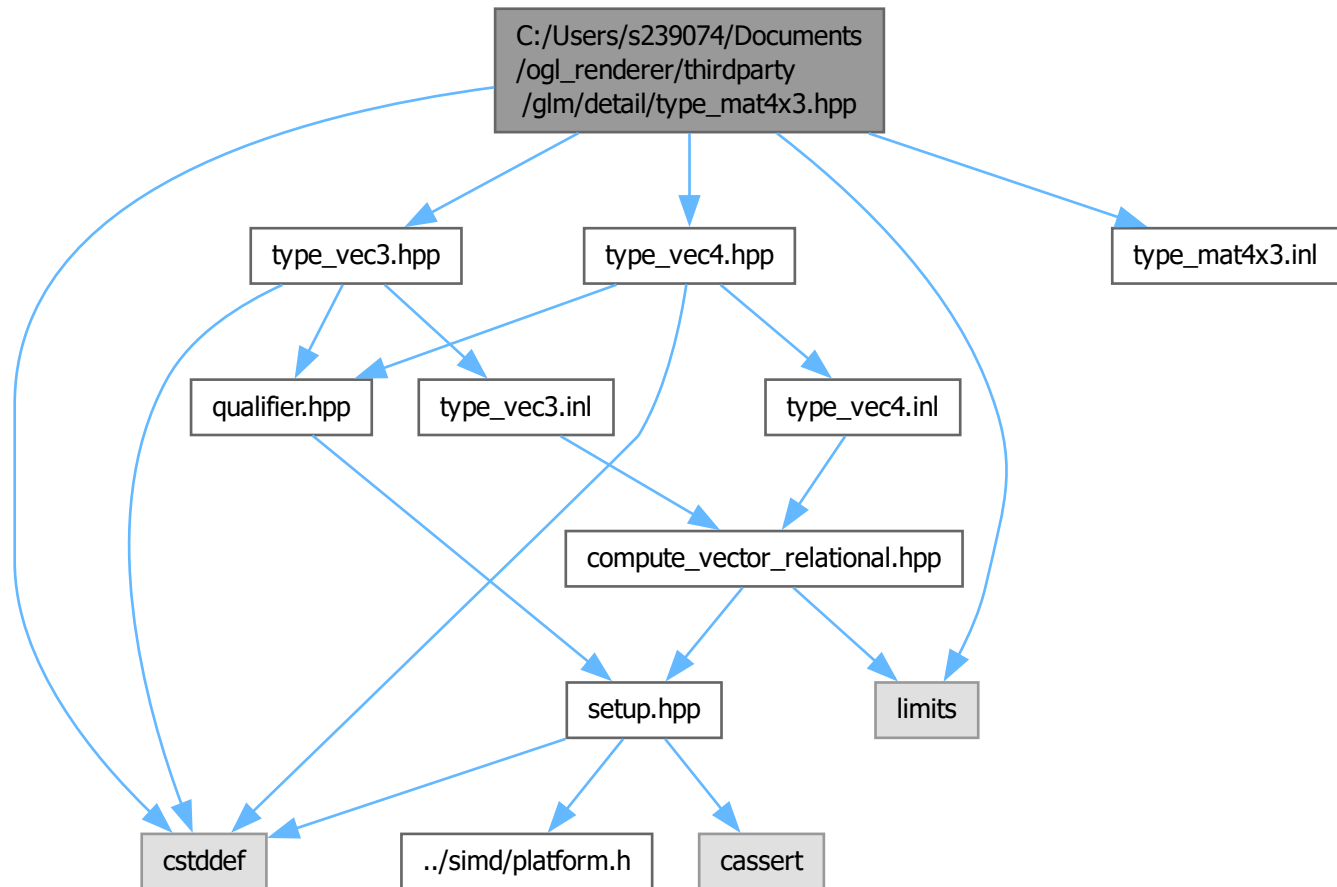 C:/Users/s239074/Documents
/ogl_renderer/thirdparty
/glm/detail/type_mat4x3.hpp
type_vec3.hpp
type_vec4.hpp
type_mat4x3.inl
qualifier.hpp
type_vec3.inl
type_vec4.inl
compute_vector_relational.hpp
setup.hpp
limits
cstddef
../simd/platform.h
cassert